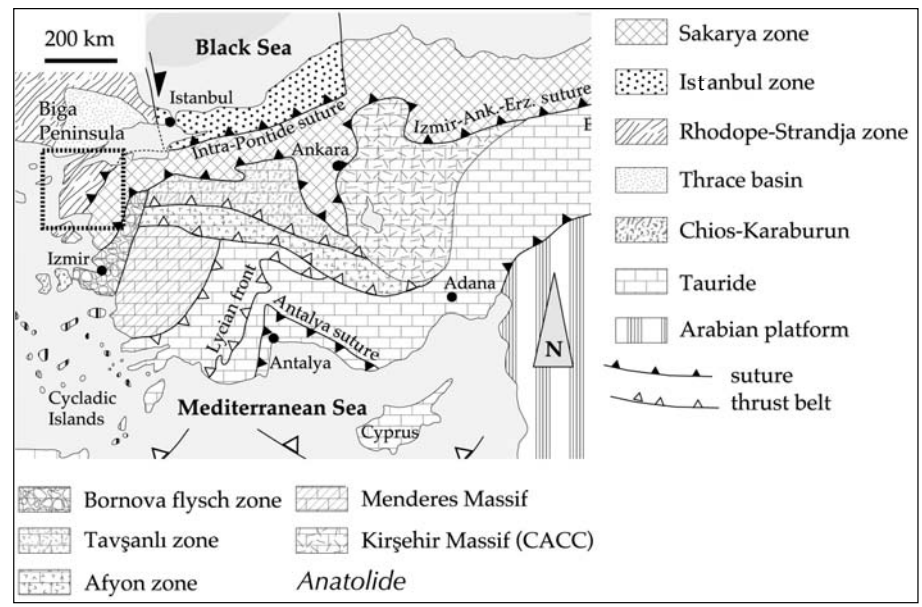 200 km
Black Sea
Istanbul
Biga
Peninsula
Intra-Pontide suture
Izmir-Ank.-Erz. suture
Ankara
E
Izmir
Adana
Lycian front
Antalya suture
Antalya
N
Cycladic
Islands
Mediterranean Sea
Cyprus
Sakarya zone
Istanbul zone
Rhodope-Strandja zone
Thrace basin
Chios-Karaburun
Tauride
Arabian platform
suture
thrust belt
Bornova flysch zone
Tavşanlı zone
Afyon zone
Menderes Massif
Kirşehir Massif (CACC)
Anatolide